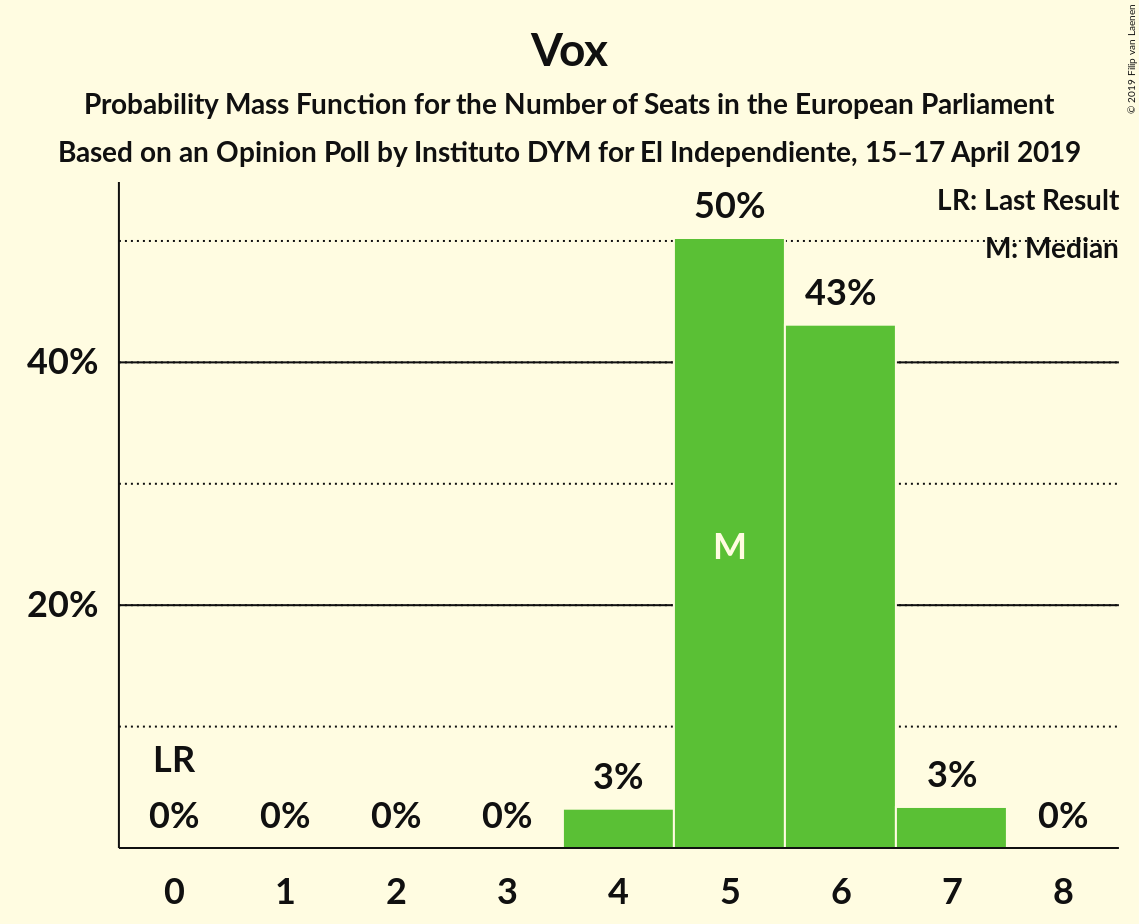 Vox
Probability Mass Function for the Number of Seats in the European Parliament
Based on an Opinion Poll by Instituto DYM for El Independiente, 15–17 April 2019
© 2019 Filip van Laenen
LR: Last Result
M: Median
50%
43%
40%
M
20%
LR
0%
0%
0%
0%
3%
3%
0%
0 1 2 3 4 5 6 7 8